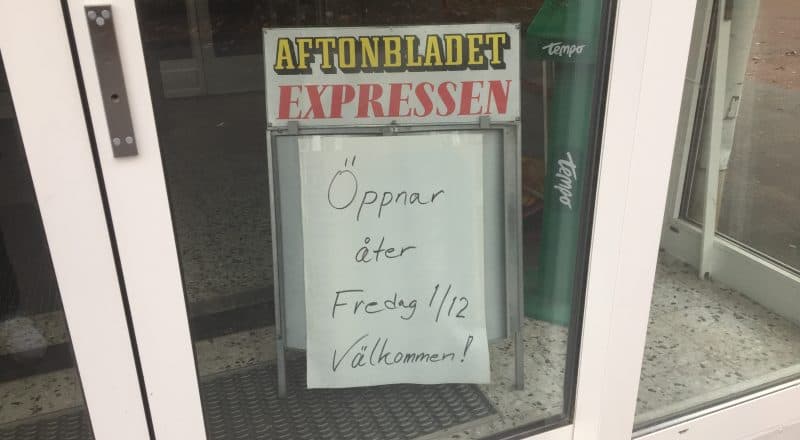 AFTONBLADET
EXPRESSEN
Tempo
Tempo
Öppnar
åter
Fredag 1/12
Välkommen!